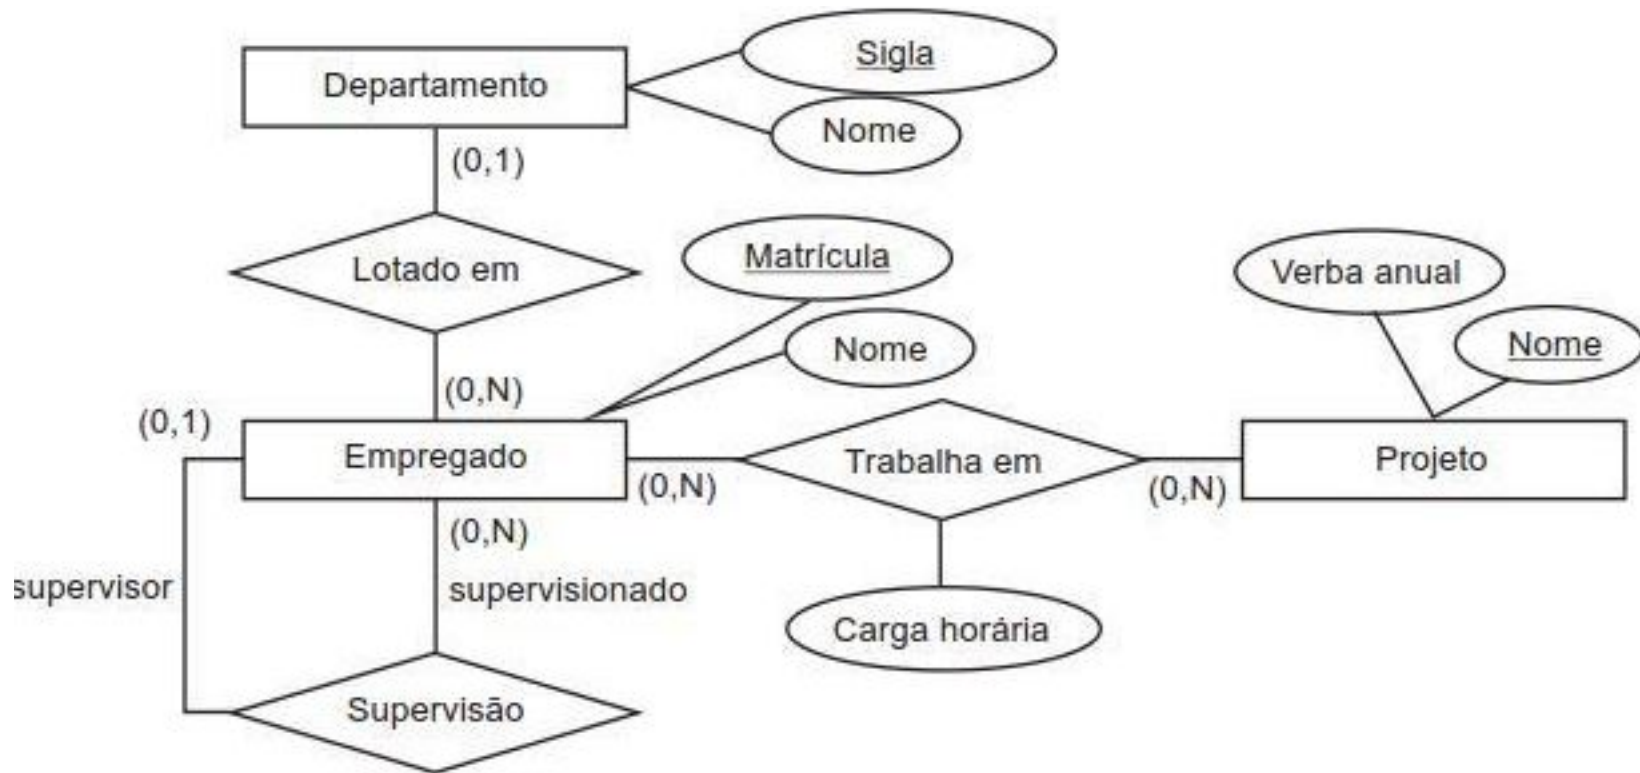 Sigla
Departamento
Nome
(0,1)
Lotado em
Matrícula
Verba anual
Nome
Nome
(0,N)
(0,1)
Empregado
Trabalha em
Projeto
(0,N)
(0,N)
(0,N)
supervisor
supervisionado
Carga horária
Supervisão